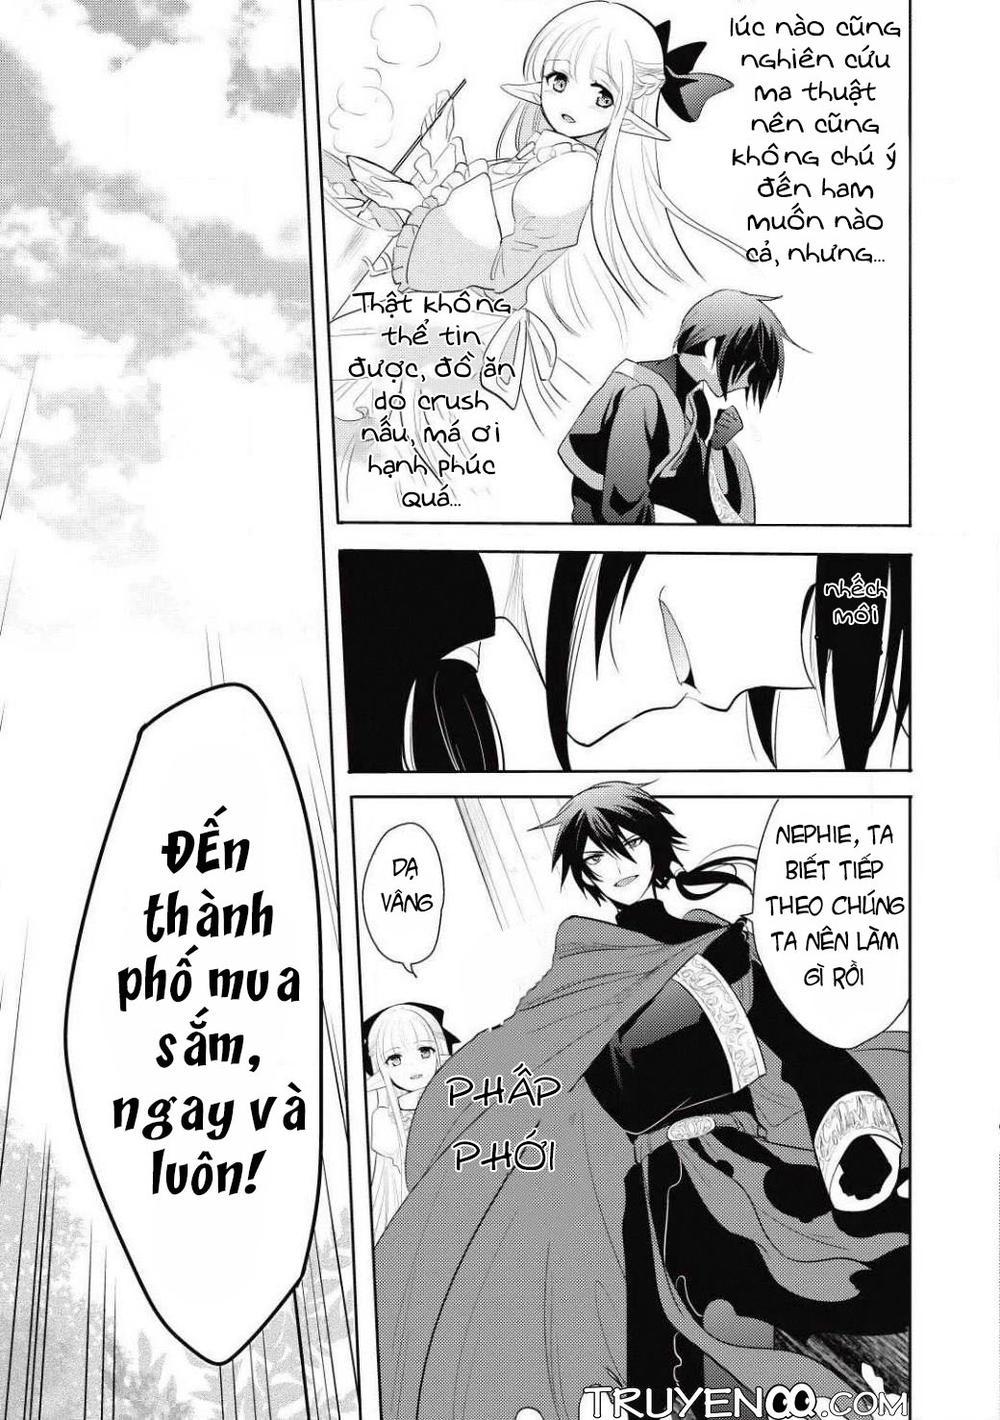 lúc nào cũng
nghiên cứu
ma thuật
nên cũng
không chú ý
đến ham
muốn nào
cả, nhưng...
Thật không
thể tin
được, đồ ăn
do crush
nấu, má ơi
hạnh phúc
quá...
nhếch
môi
NEPHIE, TA
BIẾT TIẾP
THEO CHÚNG
TA NÊN LÀM
GÌ RỒI
DẠ
VÂNG
PHẤP
PHỚI
ĐẾN
thành
phố mua
sắm,
ngay và
luôn!
TRUYENQQ.COM